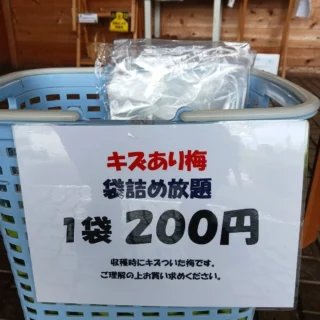 キズあり梅
袋詰め放題
1袋 200円
収穫時にキズついた梅です。
ご理解の上お買い求めください。